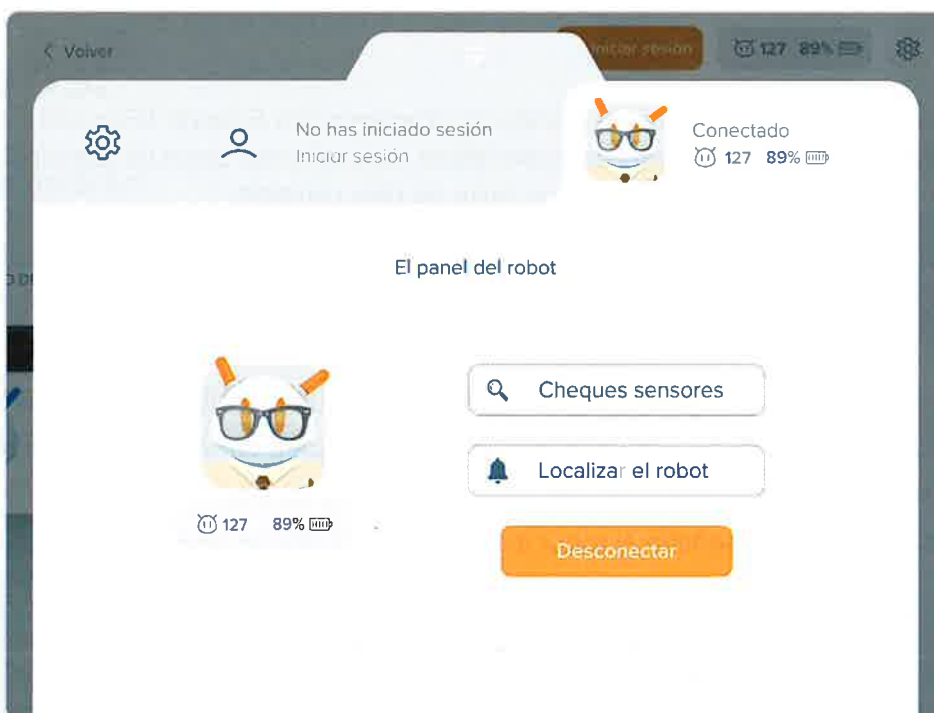 Volver
Iniciar sesión
127 89%
No has iniciado sesión
Iniciar sesión
Conectado
127 89%
El panel del robot
Cheques sensores
Localizar el robot
127 89%
Desconectar